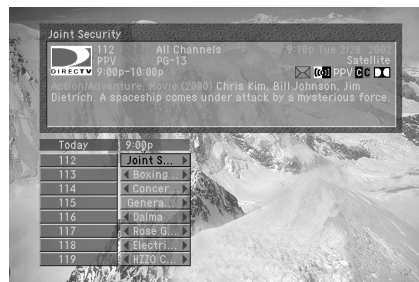 Joint Security
112 All Channels 9:10p Tue 2/28, 2002
DIRECTV PPV PG-13 Satellite
9:00p-10:00p PPV CC
Action/Adventure. Movie (2000) Chris Kim, Bill Johnson, Jim
Dietrich. A spaceship comes under attack by a mysterious force.
Today 9:00p
112 Joint S...
113 Boxing...
114 Concer...
115 Genera...
116 Dalma
117 Rose G...
118 Electri...
119 HZZO C...